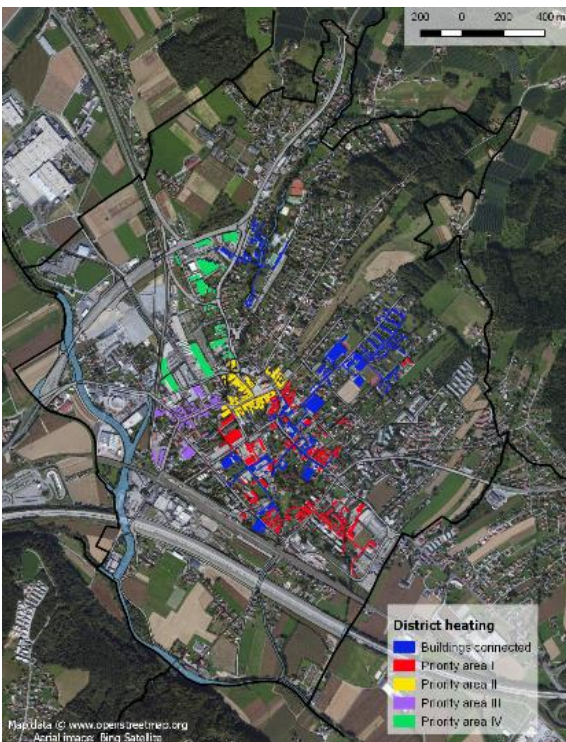 200 0 200 400 m
District heating
Buildings connected
Priority area I
Priority area II
Priority area III
Priority area IV
Map data © www.openstreetmap.org
Aerial image: Bing Satellite